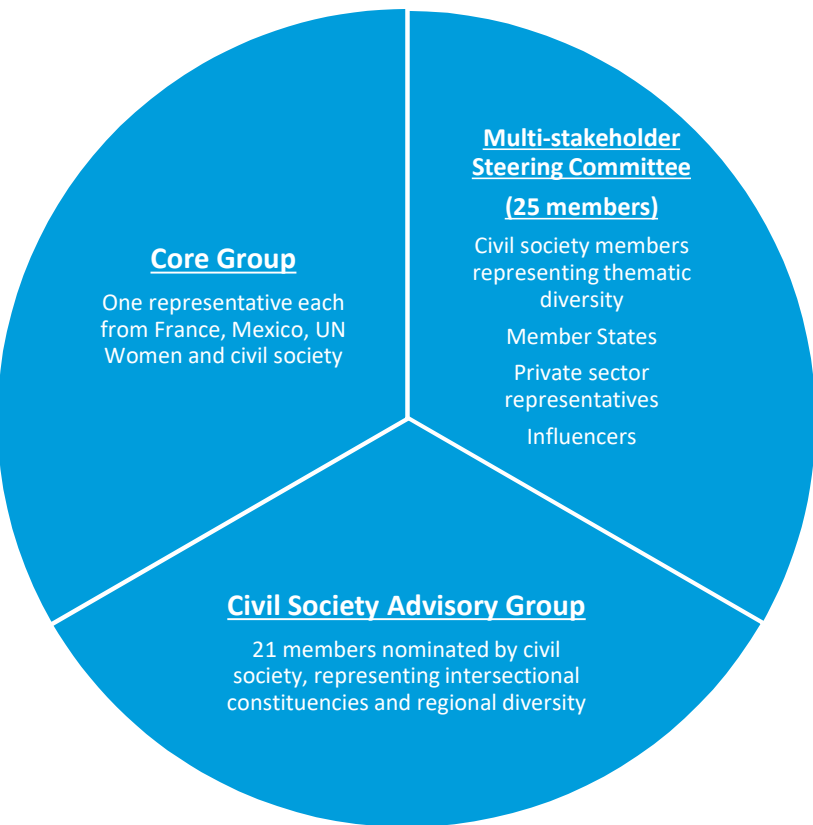 Core Group
One representative each
from France, Mexico, UN
Women and civil society
Multi-stakeholder
Steering Committee
(25 members)
Civil society members
representing thematic
diversity
Member States
Private sector
representatives
Influencers
Civil Society Advisory Group
21 members nominated by civil
society, representing intersectional
constituencies and regional diversity